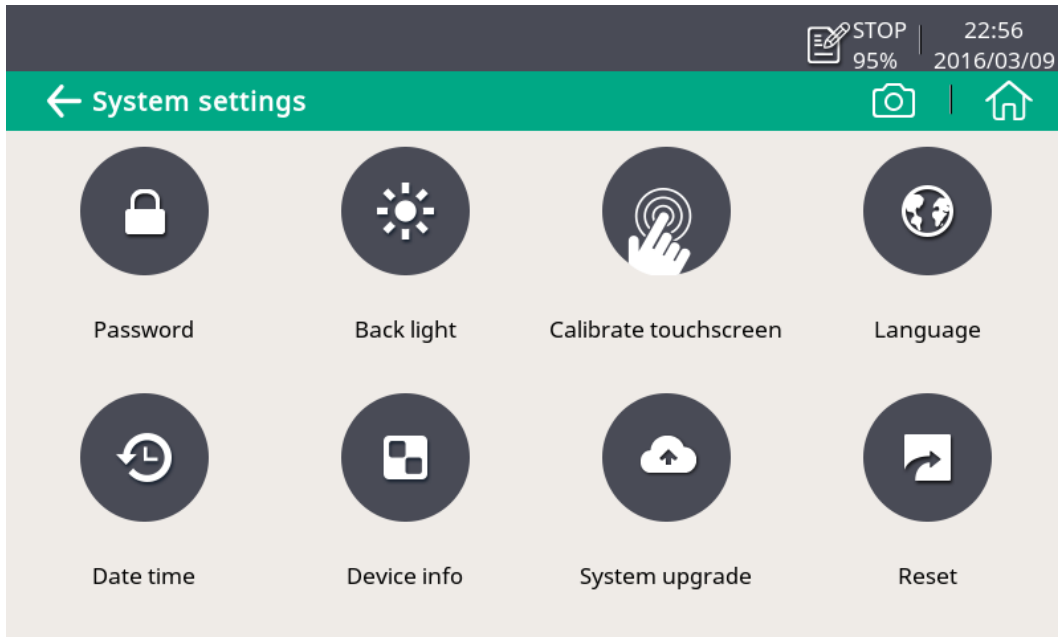 STOP 22:56
95% 2016/03/09
System settings
Password Back light Calibrate touchscreen Language
Date time Device info System upgrade Reset